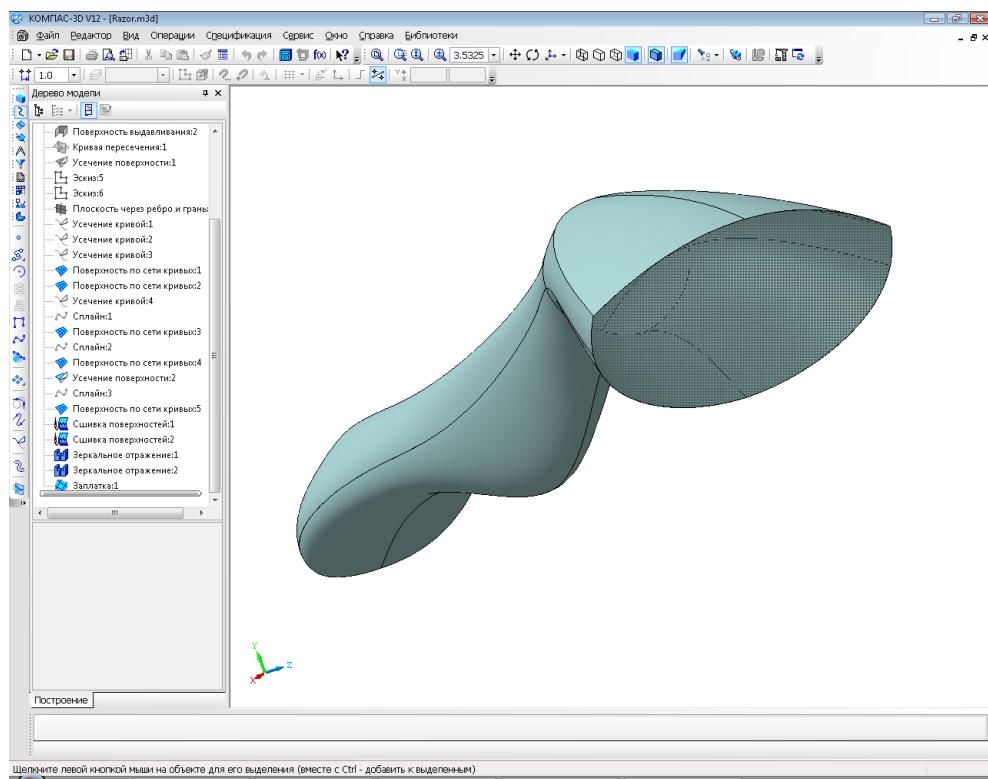 КОМПАС-3D V12 - [Razor.m3d]
Файл Редактор Вид Операции Спецификация Сервис Окно Справка Библиотеки
3.5325
1.0
Дерево модели
Поверхность выдавливания:2
Кривая пересечения:1
Усечение поверхности:1
Эскиз:5
Эскиз:6
Плоскость через ребро и грань
Усечение кривой:1
Усечение кривой:2
Усечение кривой:3
Поверхность по сети кривых:1
Поверхность по сети кривых:2
Усечение кривой:4
Сплайн:1
Поверхность по сети кривых:3
Сплайн:2
Поверхность по сети кривых:4
Усечение поверхности:2
Сплайн:3
Поверхность по сети кривых:5
Сшивка поверхностей:1
Сшивка поверхностей:2
Зеркальное отражение:1
Зеркальное отражение:2
Заплатка:1
Y
Z
X
Построение
Щелкните левой кнопкой мыши на объекте для его выделения (вместе с Ctrl - добавить к выделенным)